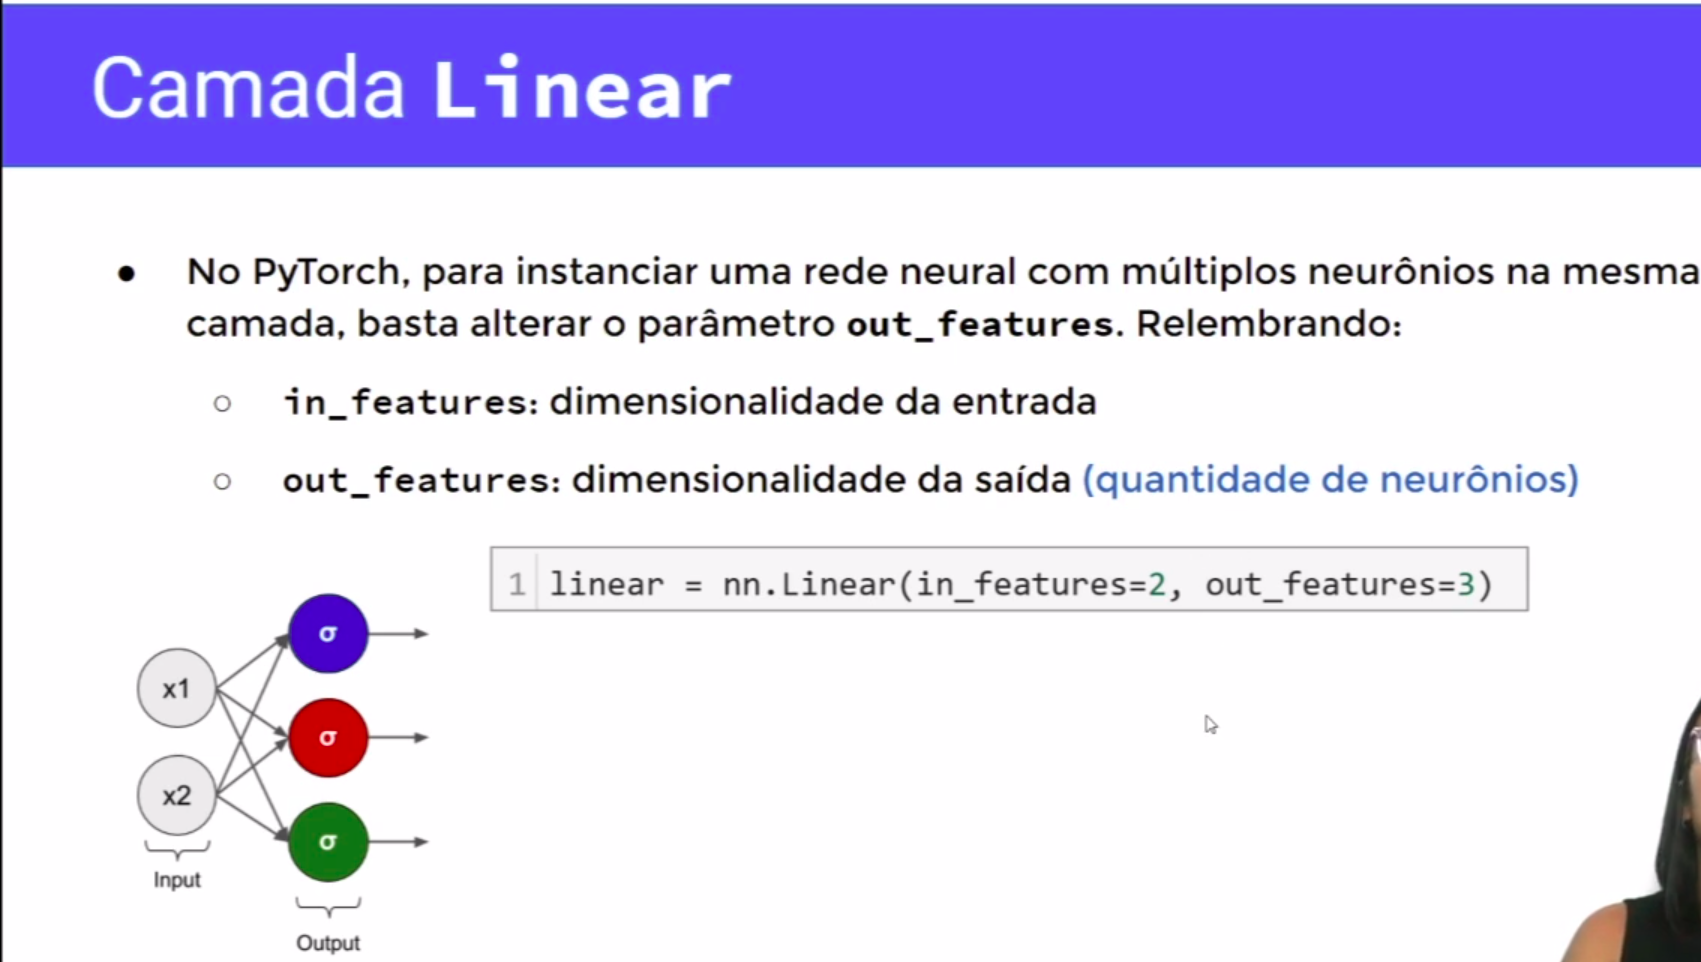 Camada Linear
● No PyTorch, para instanciar uma rede neural com múltiplos neurônios na mesma
camada, basta alterar o parâmetro out_features. Relembrando:
○ in_features: dimensionalidade da entrada
○ out_features: dimensionalidade da saída (quantidade de neurônios)
1 linear = nn.Linear(in_features=2, out_features=3)
σ
x1
σ
x2
σ
Input
Output